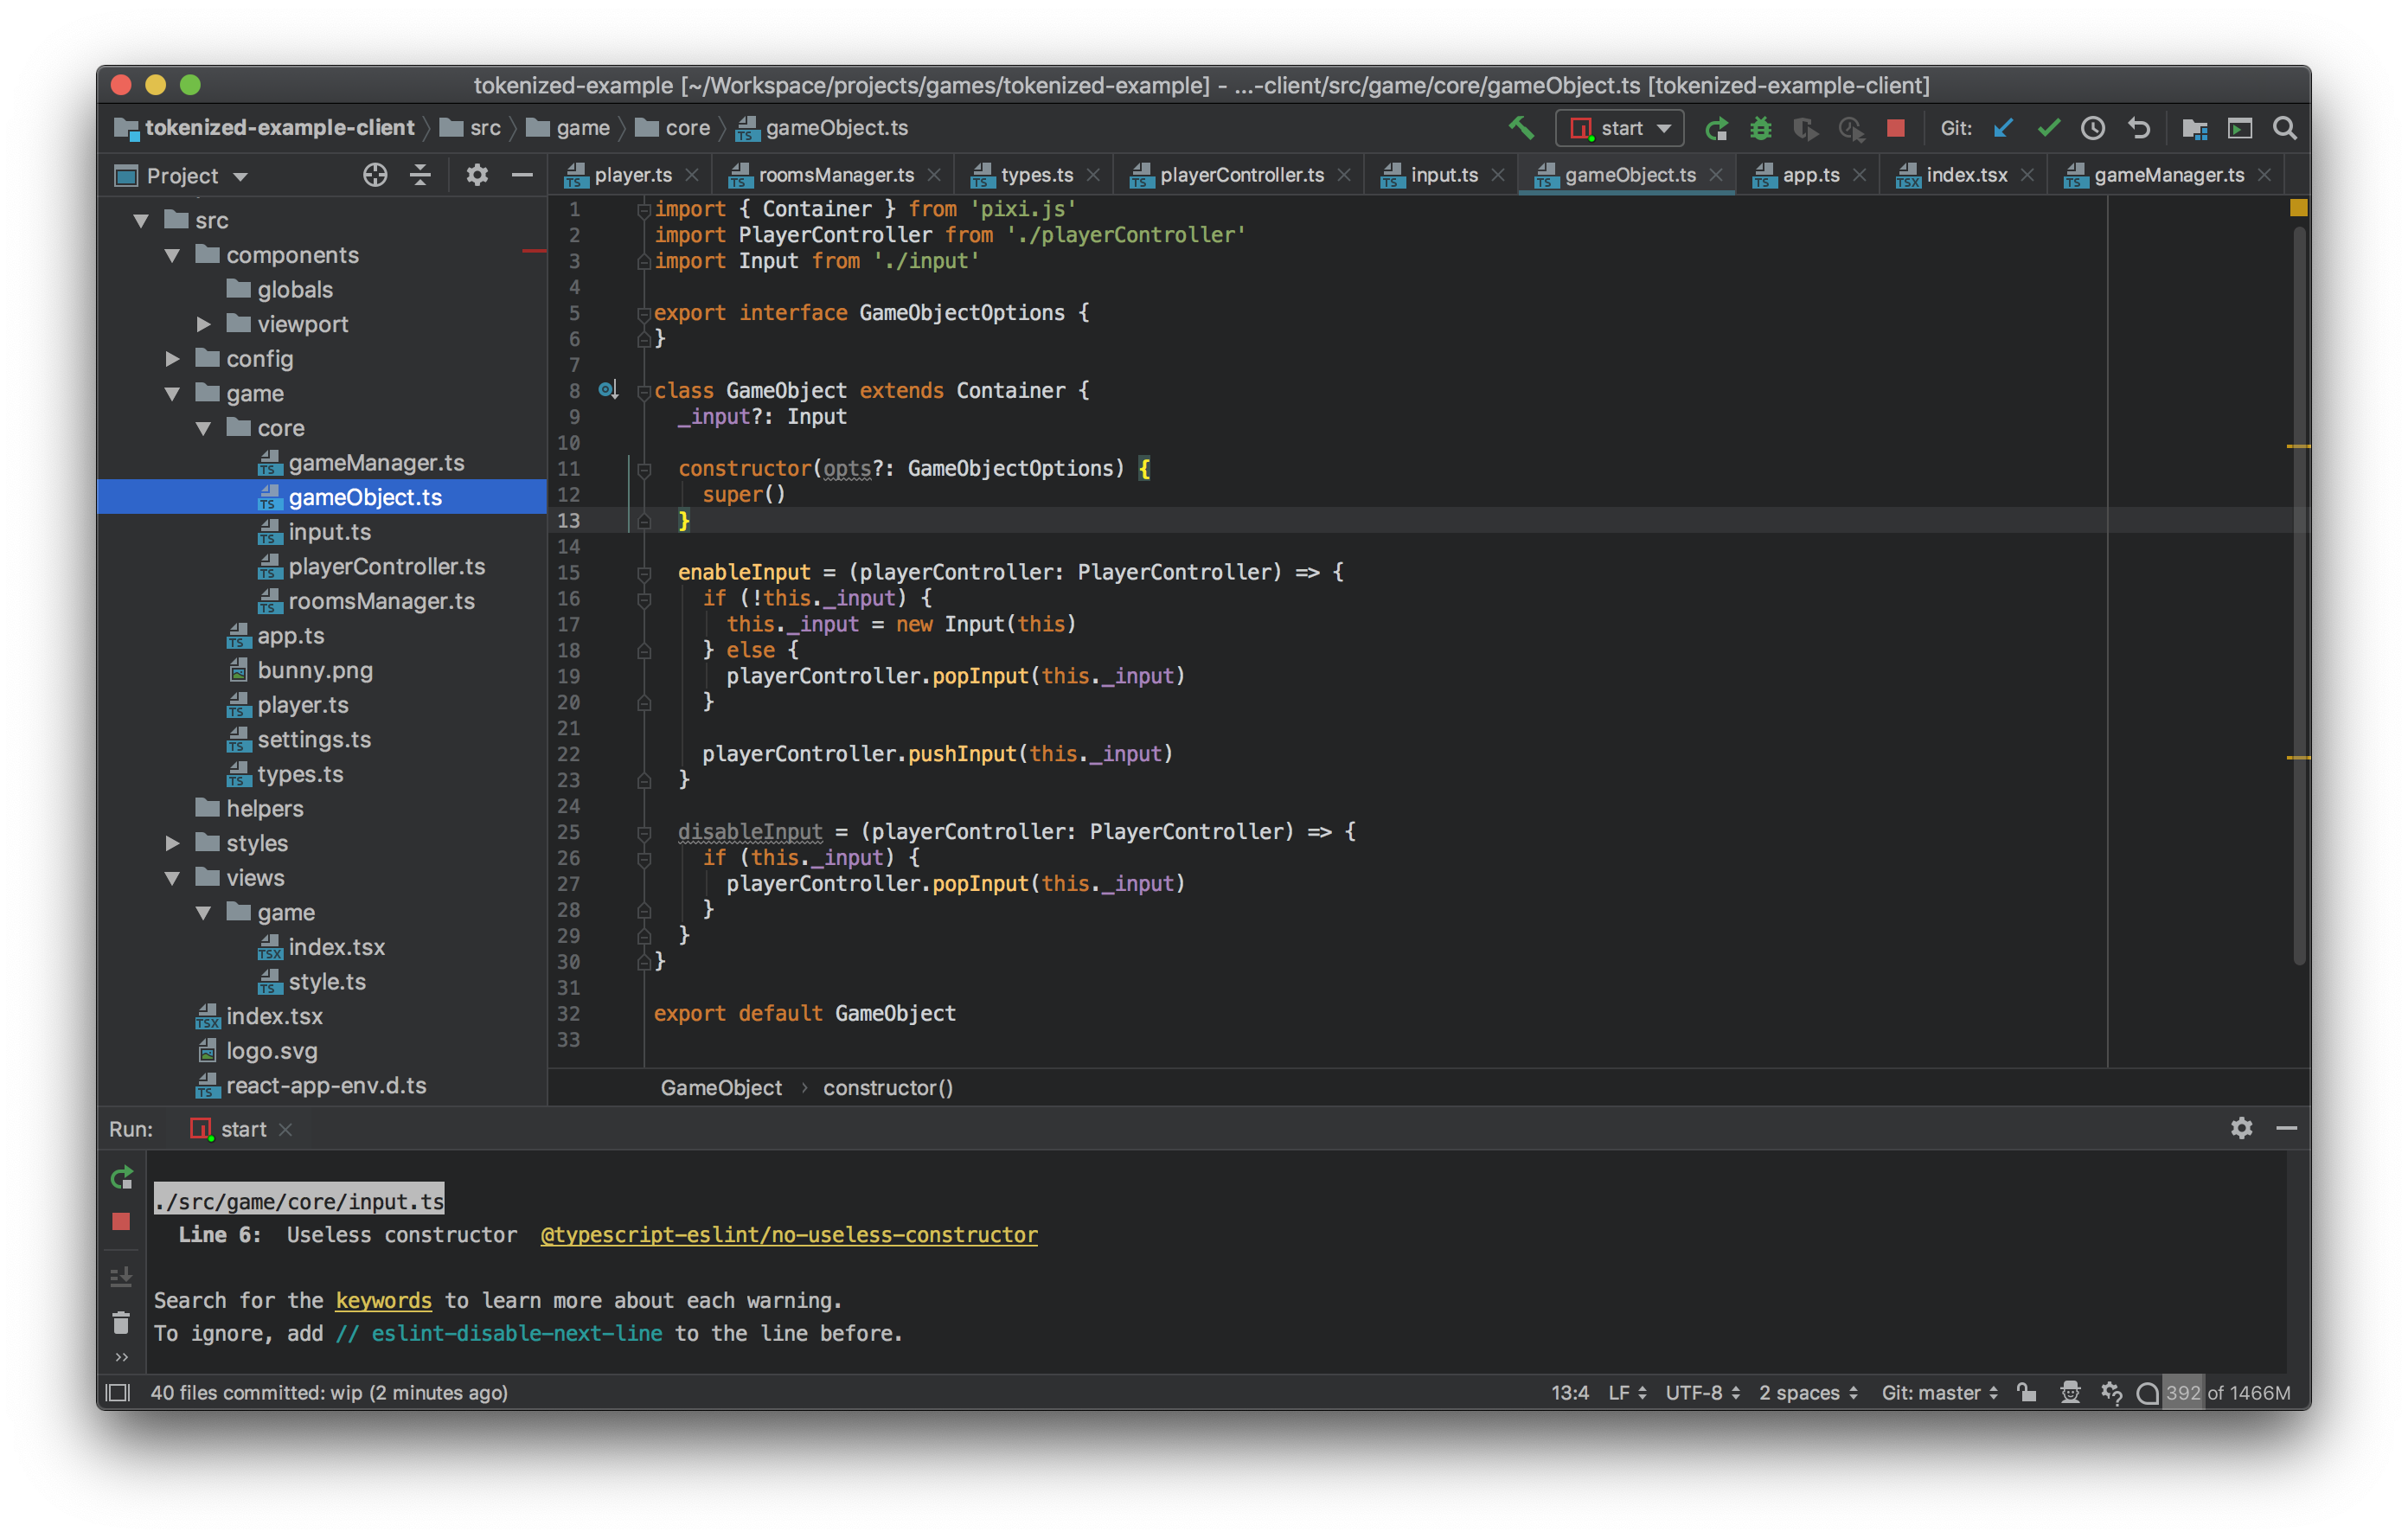 tokenized-example [~/Workspace/projects/games/tokenized-example] - ...-client/src/game/core/gameObject.ts [tokenized-example-client]
tokenized-example-client src game core gameObject.ts start Git:
Project player.ts roomsManager.ts types.ts playerController.ts input.ts gameObject.ts app.ts index.tsx gameManager.ts
src
components
globals
viewport
config
game
core
gameManager.ts
gameObject.ts
input.ts
playerController.ts
roomsManager.ts
app.ts
bunny.png
player.ts
settings.ts
types.ts
helpers
styles
views
game
index.tsx
style.ts
index.tsx
logo.svg
react-app-env.d.ts
1 import { Container } from 'pixi.js'
2 import PlayerController from './playerController'
3 import Input from './input'
4
5 export interface GameObjectOptions {
6 }
7
8 class GameObject extends Container {
9   _input?: Input
10
11   constructor(opts?: GameObjectOptions) {
12     super()
13   }
14
15   enableInput = (playerController: PlayerController) => {
16     if (!this._input) {
17       this._input = new Input(this)
18     } else {
19       playerController.popInput(this._input)
20     }
21
22     playerController.pushInput(this._input)
23   }
24
25   disableInput = (playerController: PlayerController) => {
26     if (this._input) {
27       playerController.popInput(this._input)
28     }
29   }
30 }
31
32 export default GameObject
33
GameObject › constructor()
Run: start
./src/game/core/input.ts
Line 6: Useless constructor @typescript-eslint/no-useless-constructor
Search for the keywords to learn more about each warning.
To ignore, add // eslint-disable-next-line to the line before.
40 files committed: wip (2 minutes ago) 13:4 LF UTF-8 2 spaces Git: master 392 of 1466M